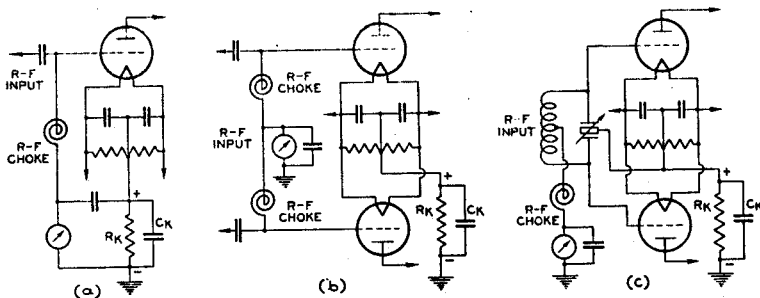 R-F
INPUT
R-F
CHOKE
+
RK
CK
-
(a)
R-F
CHOKE
R-F
INPUT
R-F
CHOKE
+
RK
CK
-
(b)
R-F
INPUT
R-F
CHOKE
+
RK
CK
-
(c)